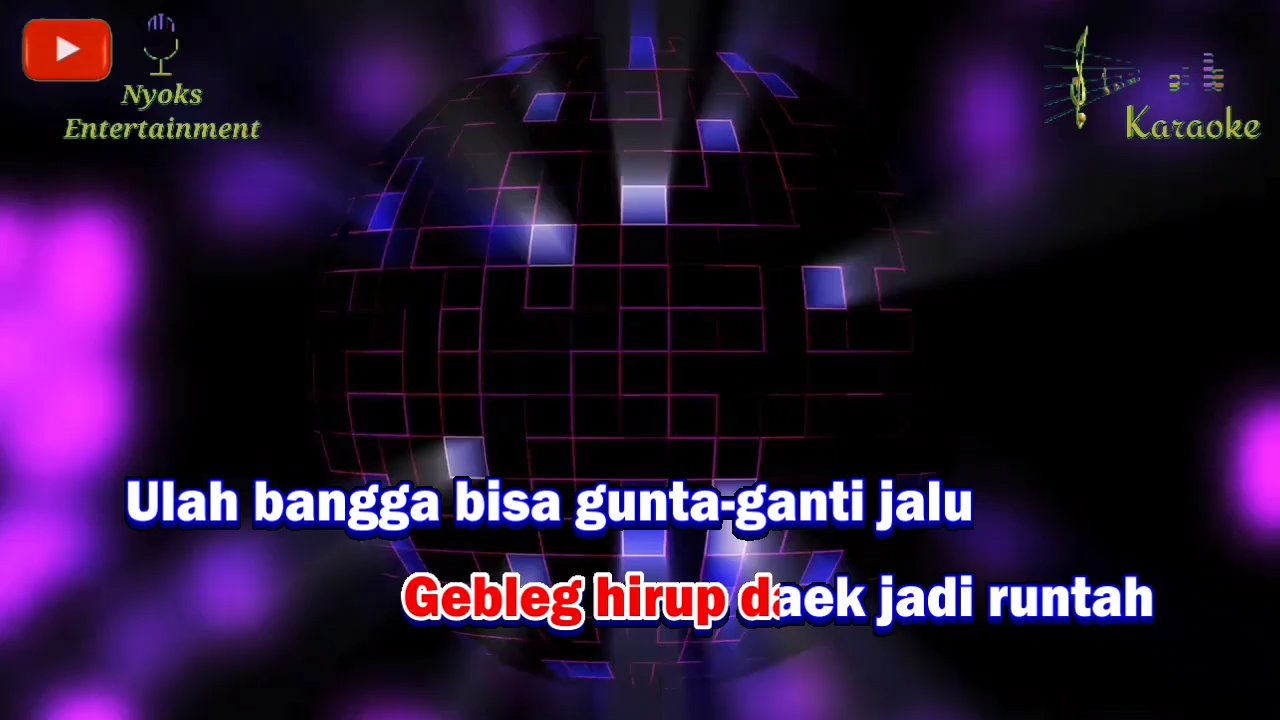 Nyoks
Entertainment
Karaoke
Ulah bangga bisa gunta-ganti jalu
Gebleg hirup daek jadi runtah